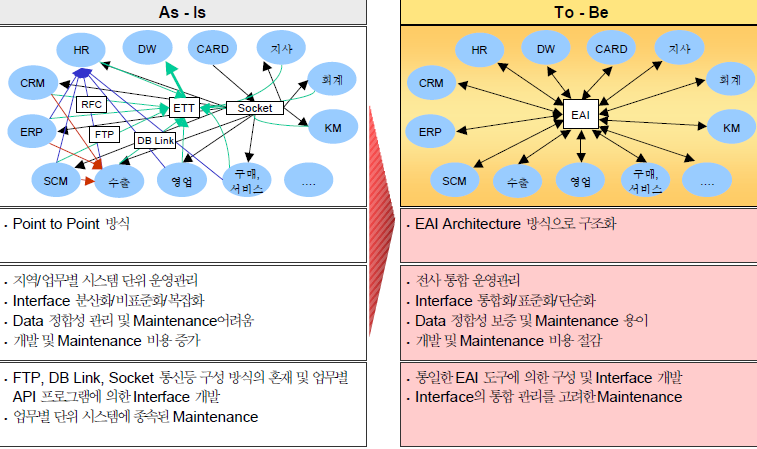 As - Is
HR
DW
CARD
지사
CRM
회계
RFC
ETT
Socket
ERP
FTP
DB Link
KM
SCM
수출
영업
구매,
서비스
....
· Point to Point 방식
· 지역/업무별 시스템 단위 운영관리
· Interface 분산화/비표준화/복잡화
· Data 정합성 관리 및 Maintenance어려움
· 개발 및 Maintenance 비용 증가
· FTP, DB Link, Socket 통신등 구성 방식의 혼재 및 업무별
API 프로그램에 의한 Interface 개발
· 업무별 단위 시스템에 종속된 Maintenance
To - Be
HR
DW
CARD
지사
CRM
회계
EAI
ERP
KM
SCM
수출
영업
구매,
서비스
....
· EAI Architecture 방식으로 구조화
· 전사 통합 운영관리
· Interface 통합화/표준화/단순화
· Data 정합성 보증 및 Maintenance 용이
· 개발 및 Maintenance 비용 절감
· 통일한 EAI 도구에 의한 구성 및 Interface 개발
· Interface의 통합 관리를 고려한 Maintenance